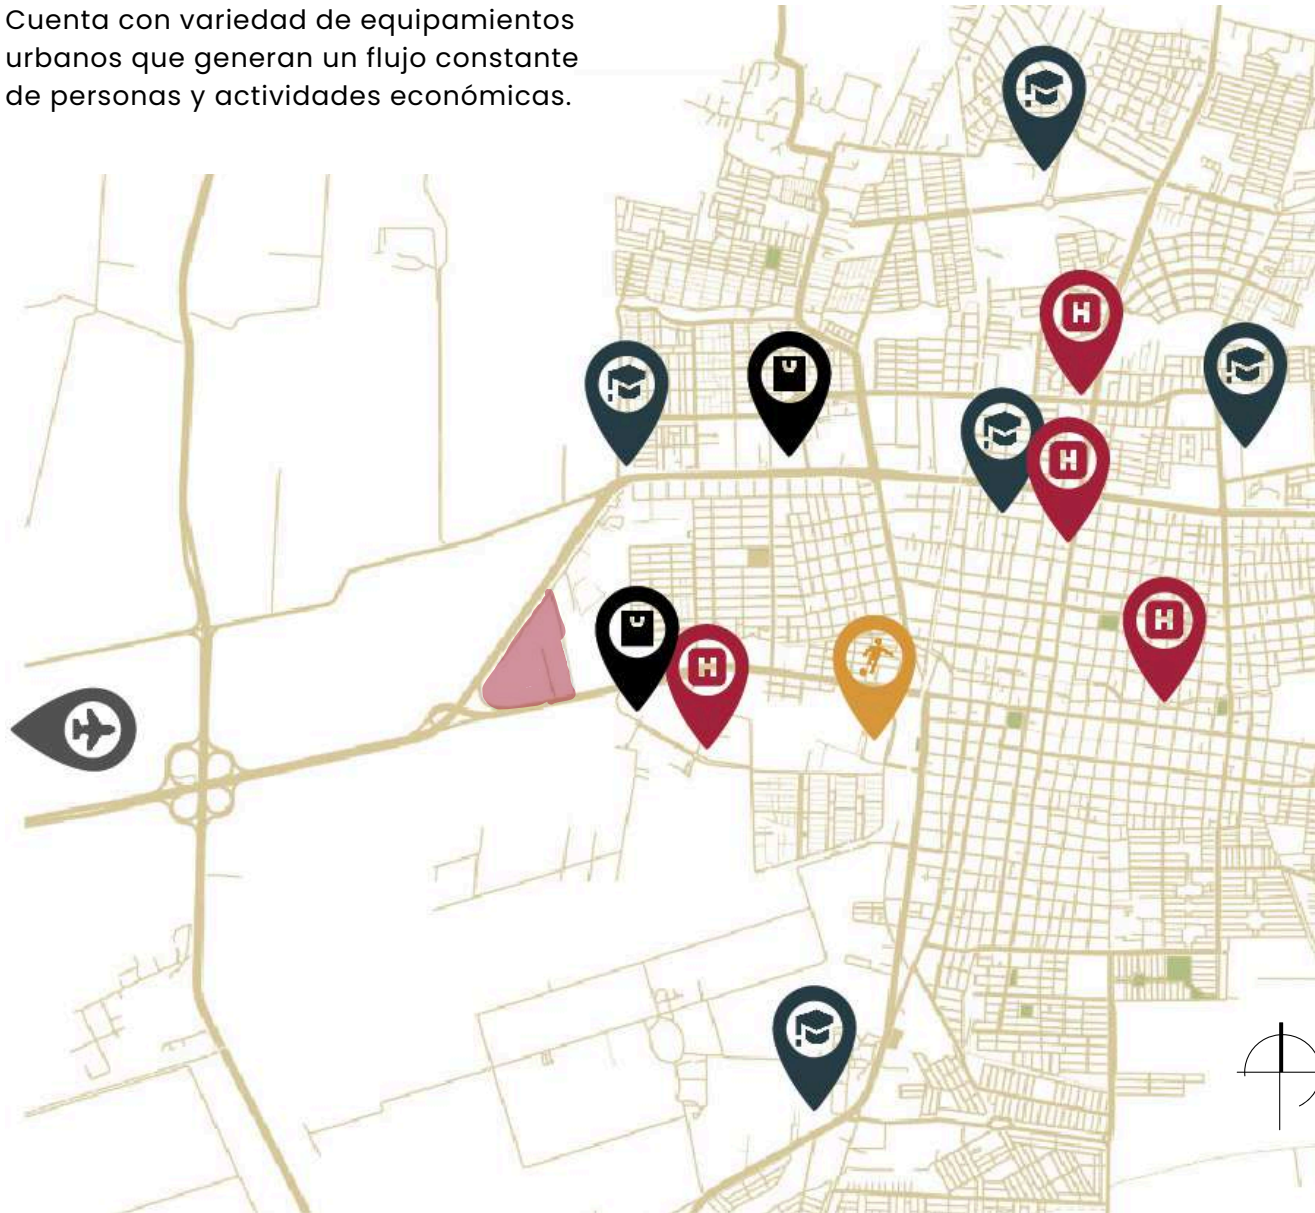 Cuenta con variedad de equipamientos
urbanos que generan un flujo constante
de personas y actividades económicas.
H
H
H
H